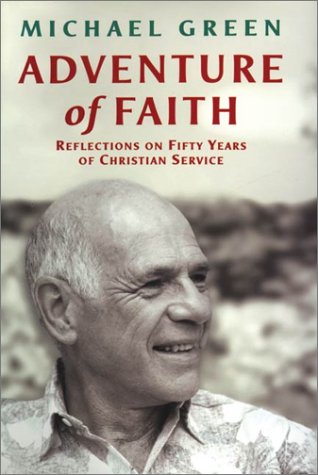 MICHAEL GREEN
ADVENTURE
of FAITH
REFLECTIONS ON FIFTY YEARS
OF CHRISTIAN SERVICE